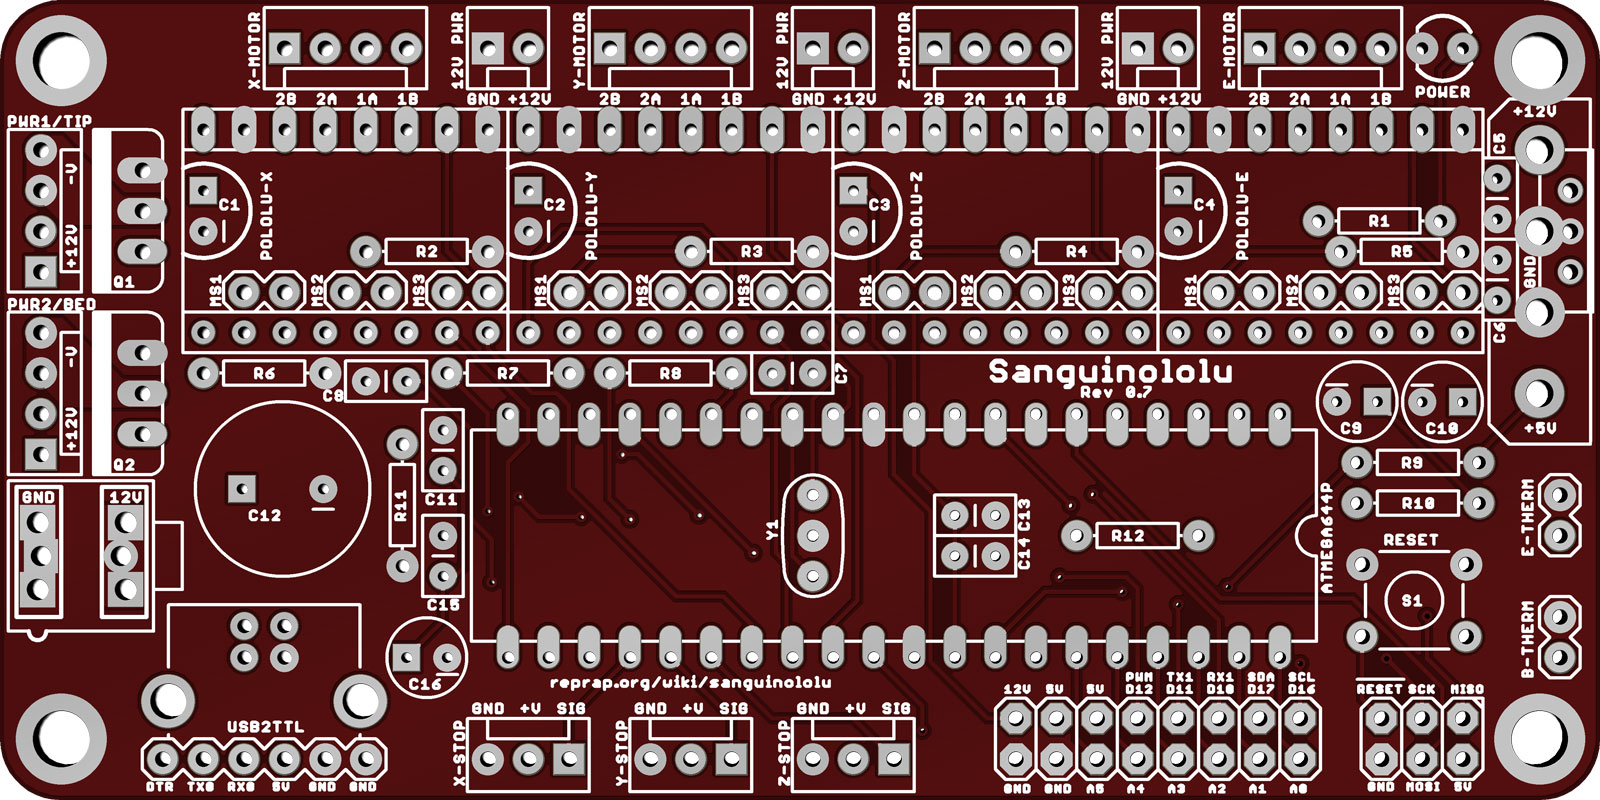 X-MOTOR
2B 2A 1A 1B
12V PWR
GND +12V
Y-MOTOR
2B 2A 1A 1B
12V PWR
GND +12V
Z-MOTOR
2B 2A 1A 1B
12V PWR
GND +12V
E-MOTOR
2B 2A 1A 1B
POWER
+12V
PWR1/TIP
-V
+12V
Q1
C1
POLOLU-X
R2
MS1
MS2
MS3
C2
POLOLU-Y
R3
MS1
MS2
MS3
C3
POLOLU-Z
R4
MS1
MS2
MS3
C4
POLOLU-E
R1
R5
MS1
MS2
MS3
C5
GND
C6
+5V
PWR2/BED
-V
+12V
Q2
R6
C8
R7
R8
C7
Sanguinololu
Rev 0.7
C9
C10
GND
12V
C12
R11
C11
C15
Y1
C13
C14
R12
ATMEGA644P
R9
R10
E-THERM
RESET
S1
B-THERM
C16
reprap.org/wiki/sanguinololu
USB2TTL
DTR TX0 RX0 5V GND GND
X-STOP
GND +V SIG
Y-STOP
GND +V SIG
Z-STOP
GND +V SIG
PWM TX1 RX1 SDA SCL
12V 5V 5V D12 D11 D10 D17 D16
GND GND A5 A4 A3 A2 A1 A0
RESET SCK MISO
GND MOSI 5V